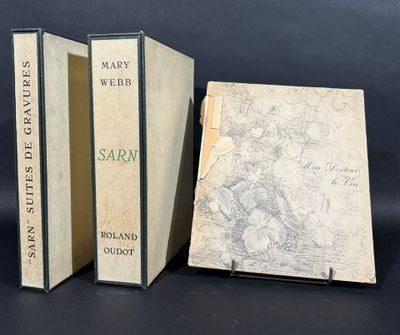 "SARN" SUITES DE GRAVURES
MARY
WEBB
SARN
ROLAND
OUDOT
Mon Docteur
le Vin